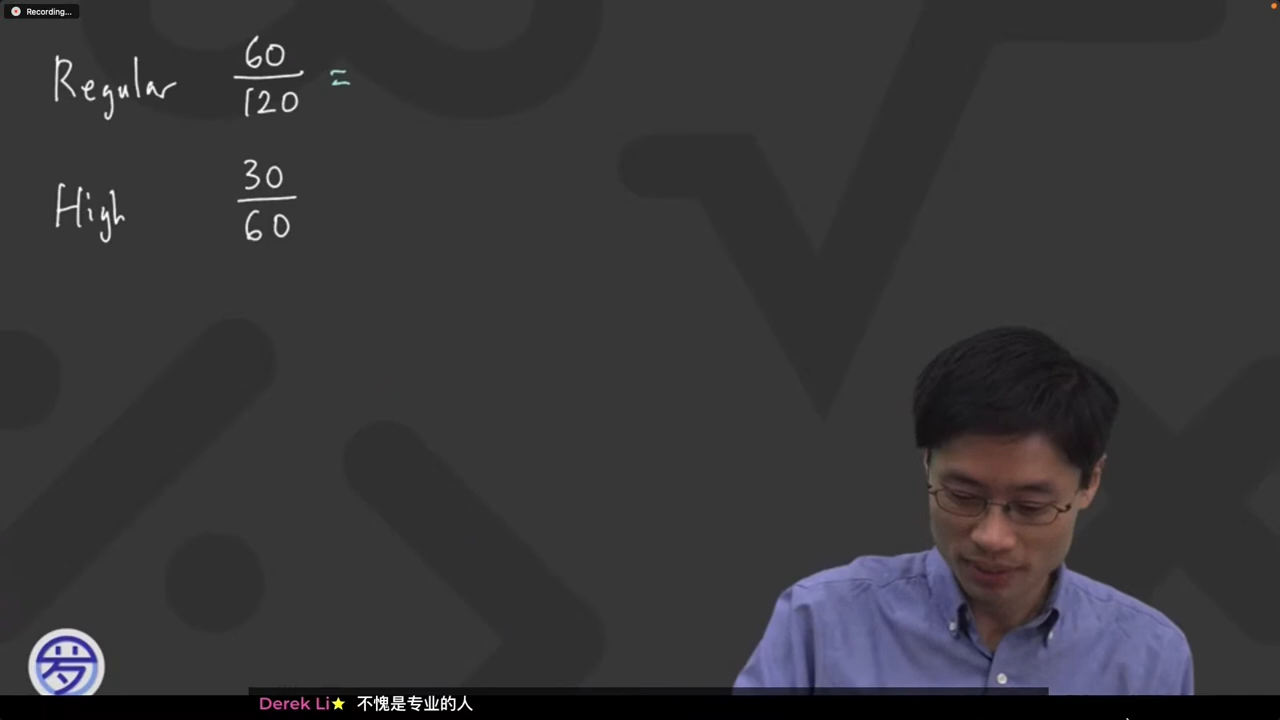 Recording...
Regular 60/120 =
High 30/60
Derek Li★ 不愧是专业的人